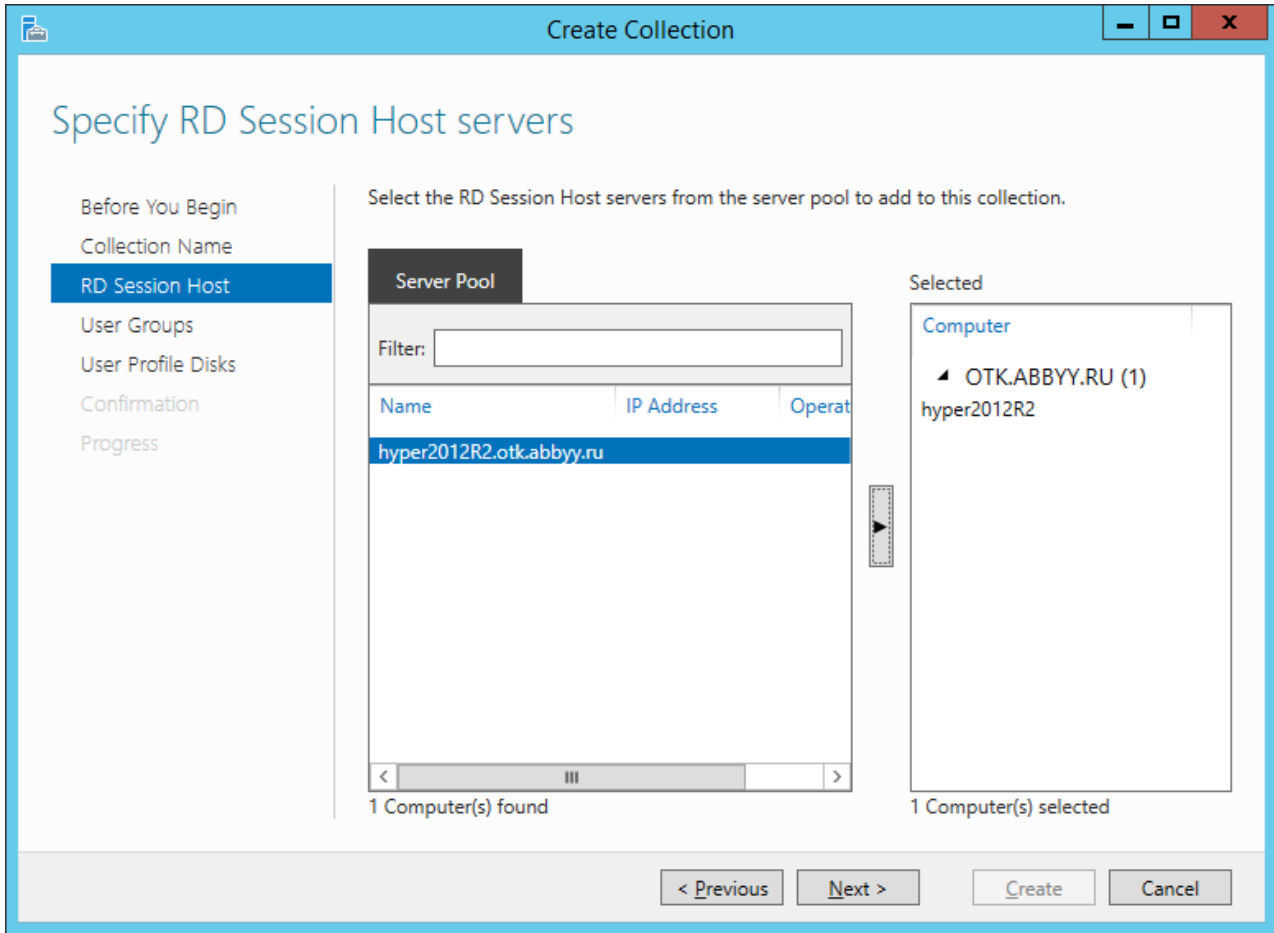 Create Collection
Specify RD Session Host servers
Before You Begin
Collection Name
RD Session Host
User Groups
User Profile Disks
Confirmation
Progress
Select the RD Session Host servers from the server pool to add to this collection.
Server Pool
Filter:
Name IP Address Operat
hyper2012R2.otk.abbyy.ru
1 Computer(s) found
Selected
Computer
OTK.ABBYY.RU (1)
hyper2012R2
1 Computer(s) selected
< Previous Next > Create Cancel